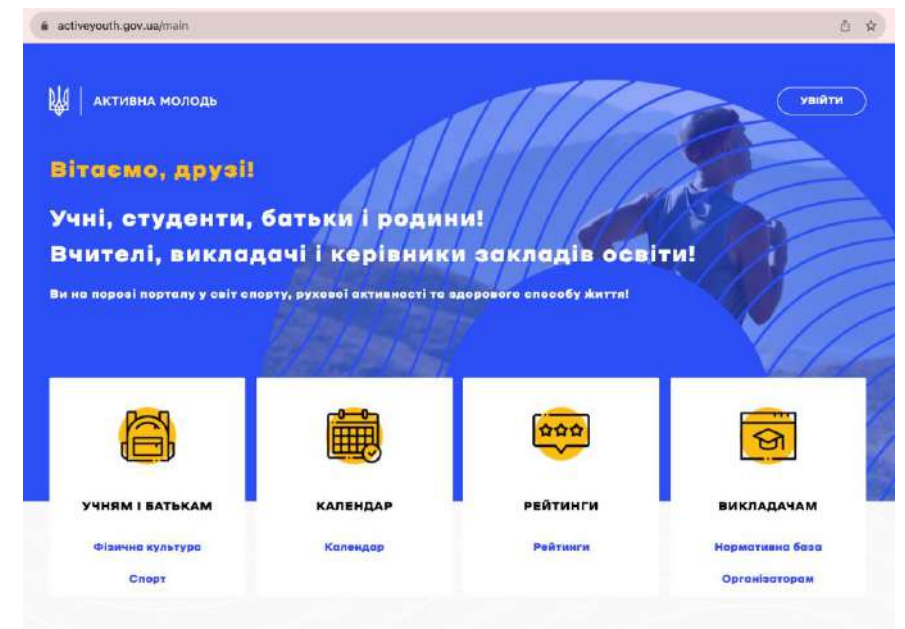 activeyouth.gov.ua/main
АКТИВНА МОЛОДЬ
УВІЙТИ
Вітаємо, друзі!
Учні, студенти, батьки і родини!
Вчителі, викладачі і керівники закладів освіти!
Ви на порозі порталу у світ спорту, рухової активності та здорового способу життя!
УЧНЯМ І БАТЬКАМ
Фізична культура
Спорт
КАЛЕНДАР
Календар
РЕЙТИНГИ
Рейтинги
ВИКЛАДАЧАМ
Нормативна база
Організаторам